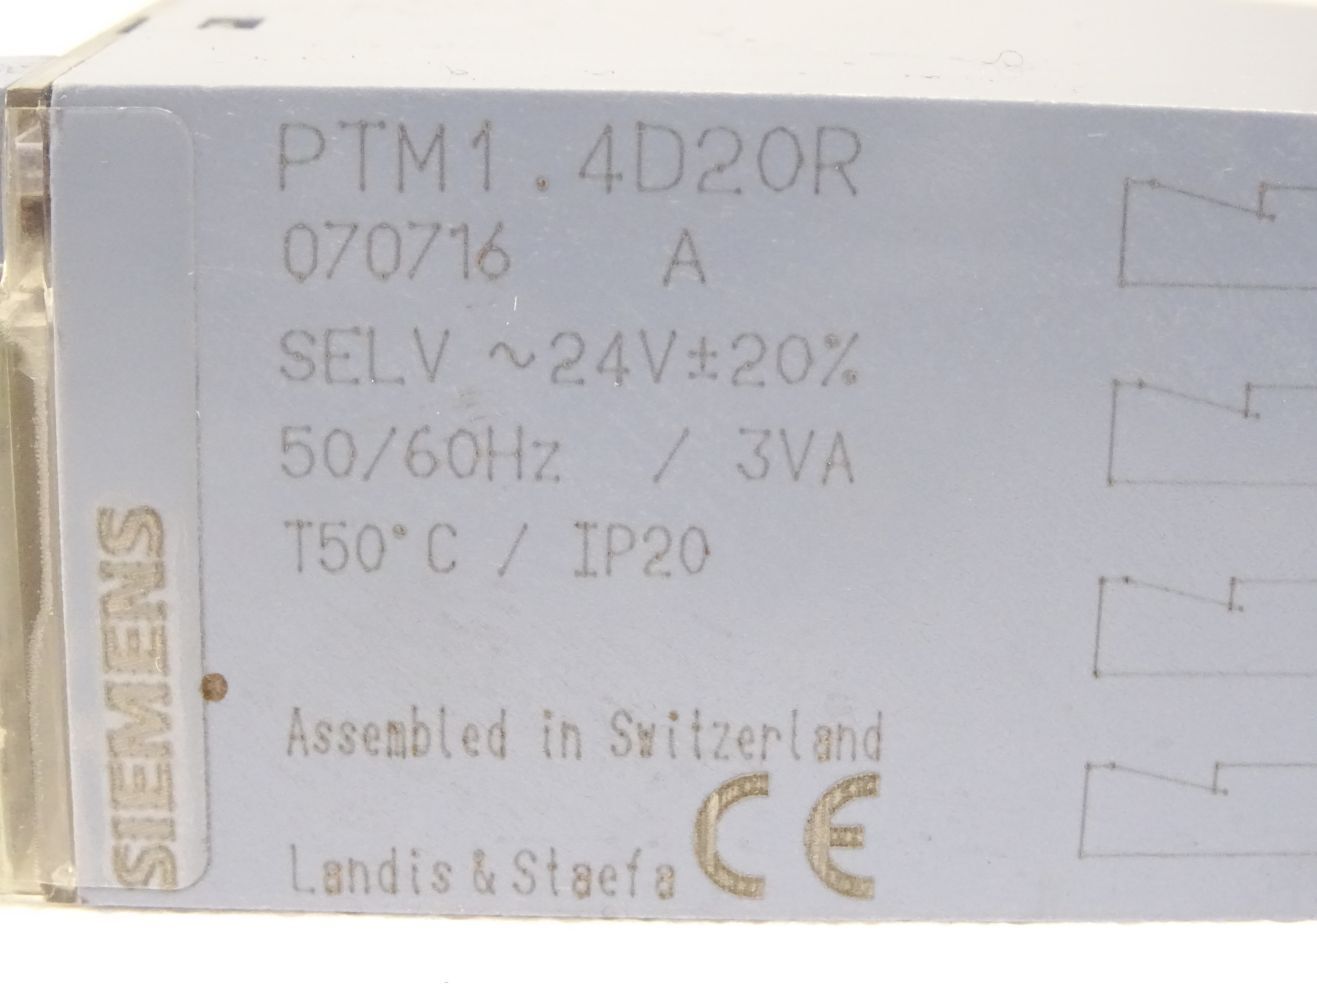 PTM1.4D20R
070716 A
SELV ~24V±20%
50/60Hz / 3VA
T50°C / IP20
SIEMENS
Assembled in Switzerland
CE
Landis & Staefa